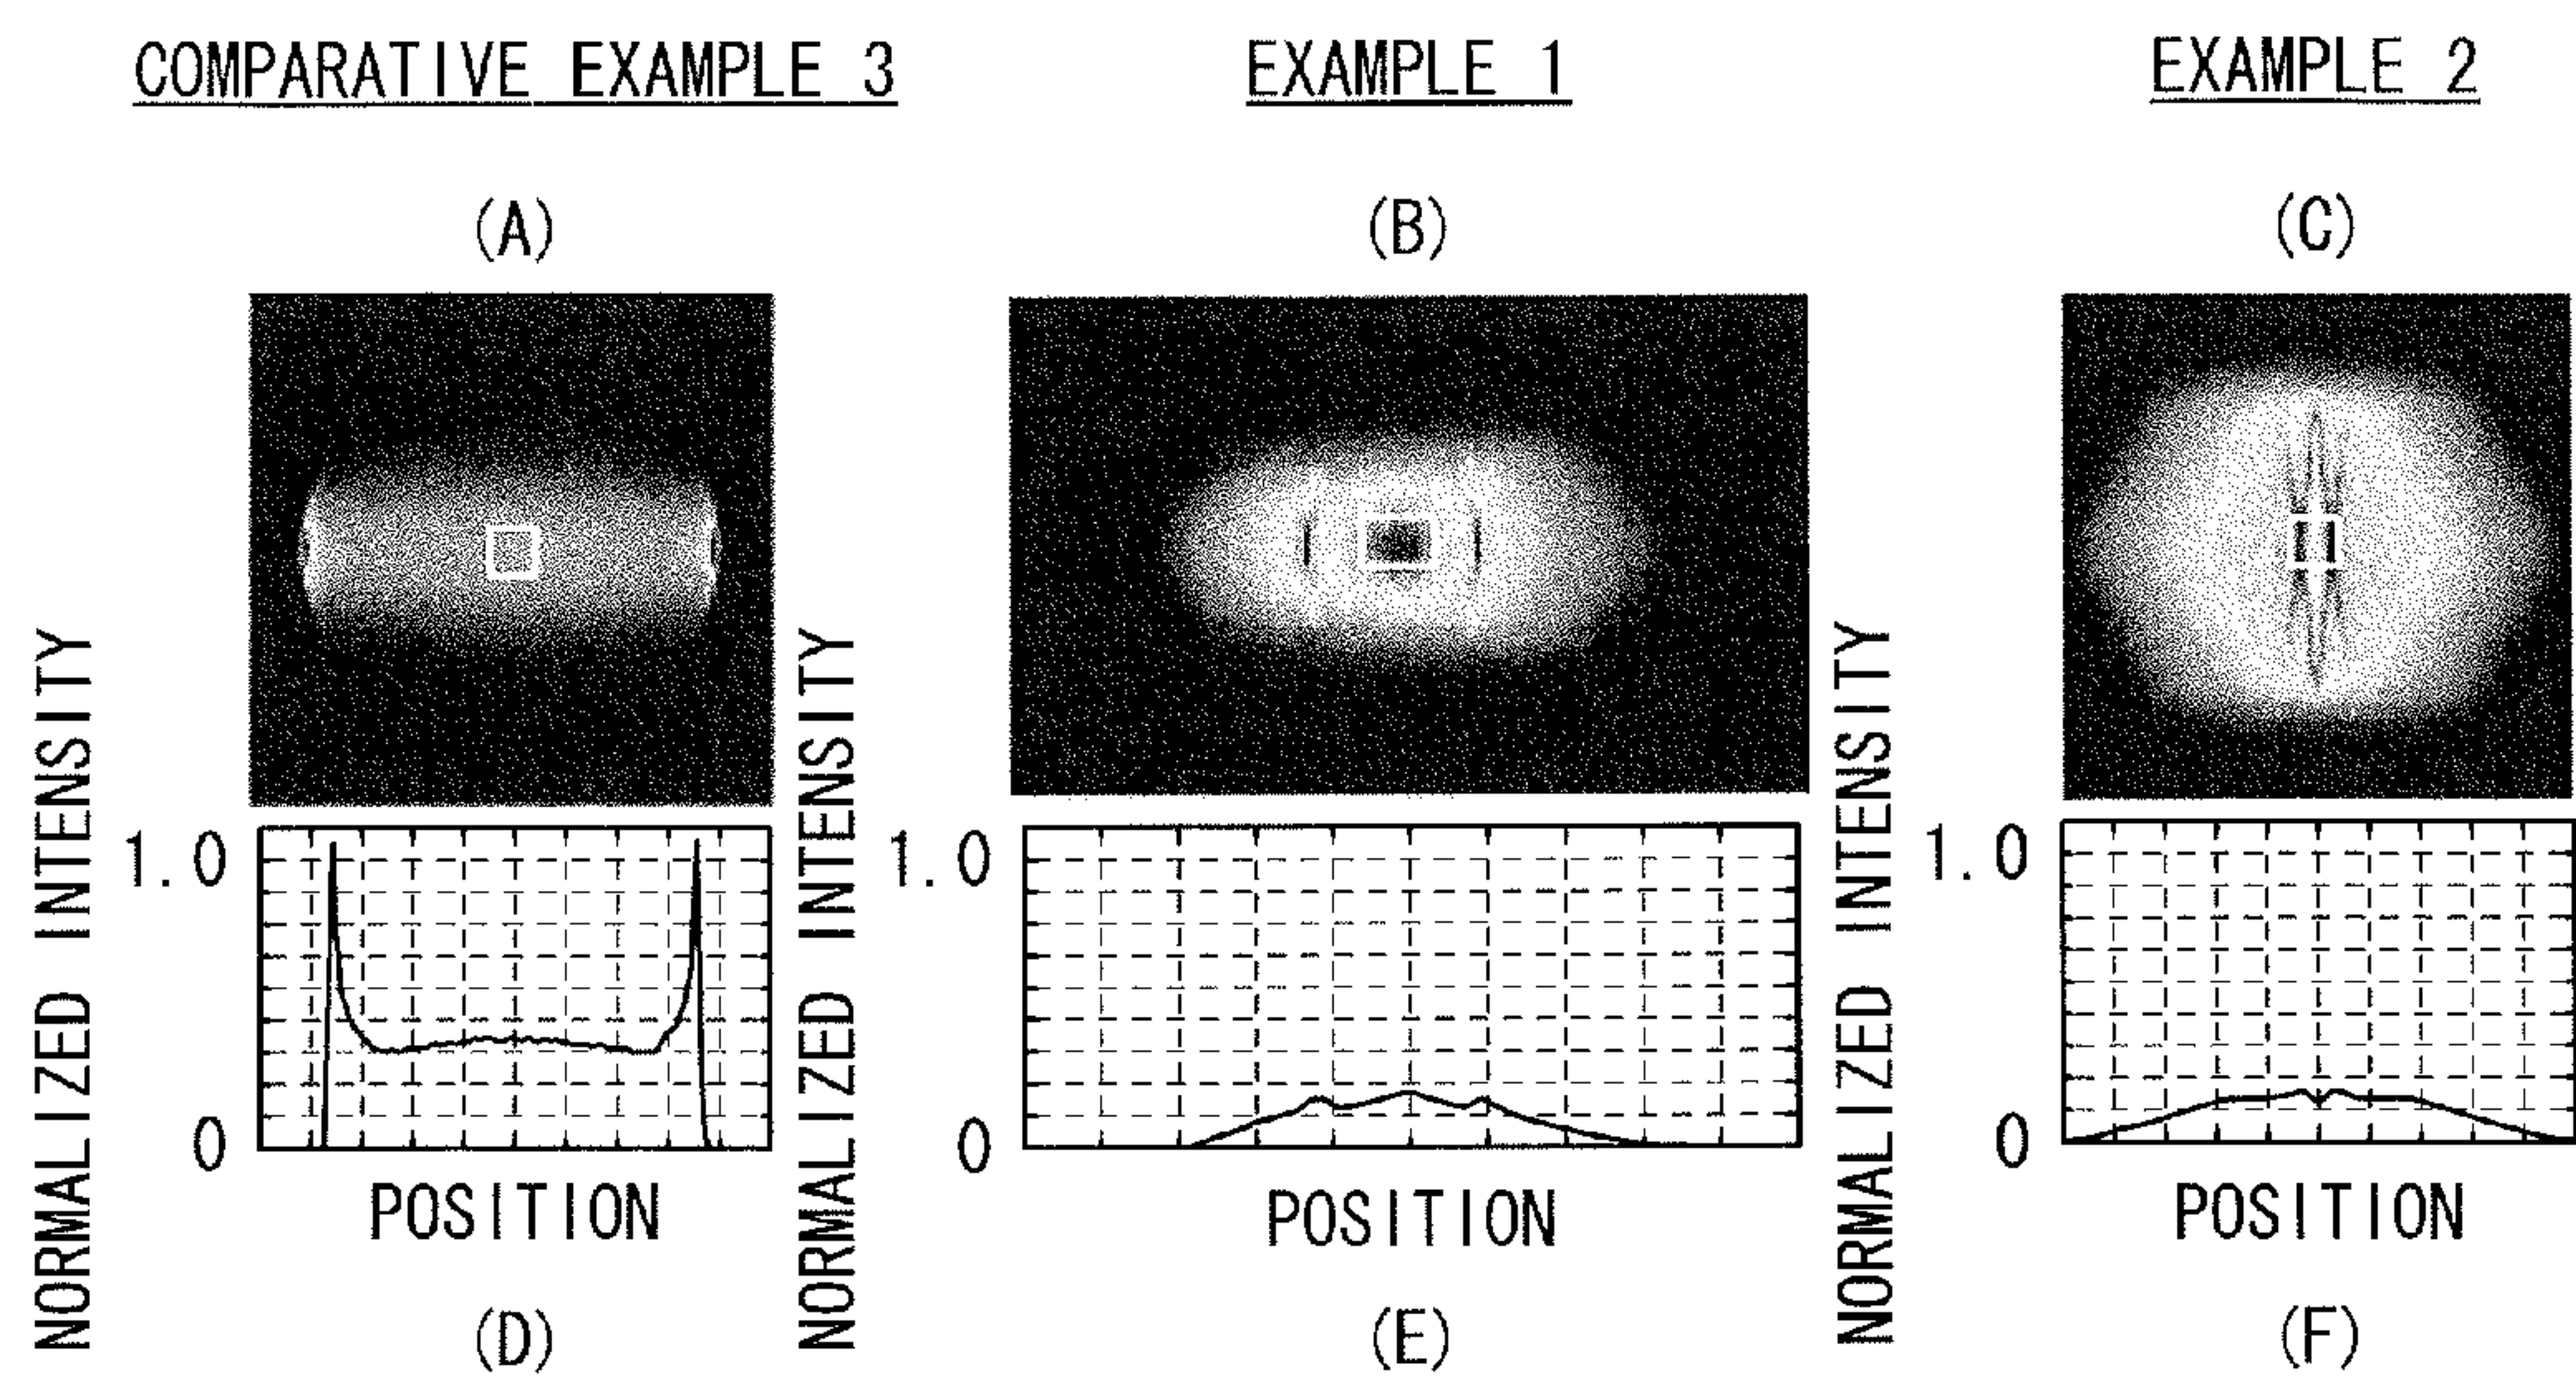 COMPARATIVE EXAMPLE 3
EXAMPLE 1
EXAMPLE 2
(A)
(B)
(C)
NORMALIZED INTENSITY
1.0
0
POSITION
(D)
NORMALIZED INTENSITY
1.0
0
POSITION
(E)
NORMALIZED INTENSITY
1.0
0
POSITION
(F)